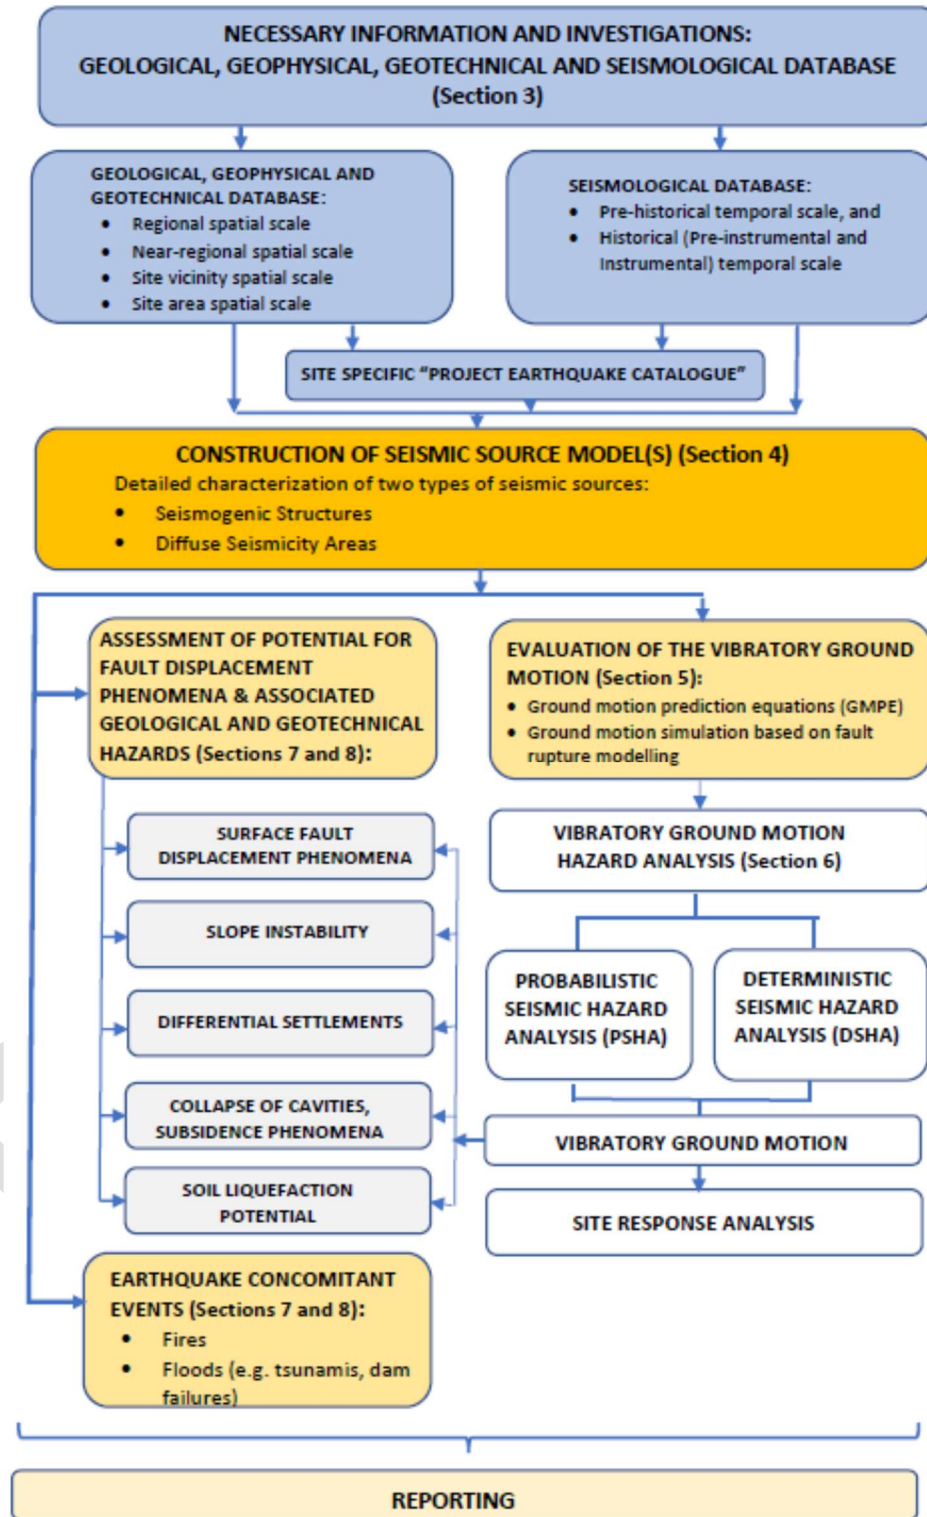 NECESSARY INFORMATION AND INVESTIGATIONS:
GEOLOGICAL, GEOPHYSICAL, GEOTECHNICAL AND SEISMOLOGICAL DATABASE
(Section 3)
GEOLOGICAL, GEOPHYSICAL AND
GEOTECHNICAL DATABASE:
• Regional spatial scale
• Near-regional spatial scale
• Site vicinity spatial scale
• Site area spatial scale
SEISMOLOGICAL DATABASE:
• Pre-historical temporal scale, and
• Historical (Pre-instrumental and
Instrumental) temporal scale
SITE SPECIFIC “PROJECT EARTHQUAKE CATALOGUE”
CONSTRUCTION OF SEISMIC SOURCE MODEL(S) (Section 4)
Detailed characterization of two types of seismic sources:
• Seismogenic Structures
• Diffuse Seismicity Areas
ASSESSMENT OF POTENTIAL FOR
FAULT DISPLACEMENT
PHENOMENA & ASSOCIATED
GEOLOGICAL AND GEOTECHNICAL
HAZARDS (Sections 7 and 8):
SURFACE FAULT
DISPLACEMENT PHENOMENA
SLOPE INSTABILITY
DIFFERENTIAL SETTLEMENTS
COLLAPSE OF CAVITIES,
SUBSIDENCE PHENOMENA
SOIL LIQUEFACTION
POTENTIAL
EVALUATION OF THE VIBRATORY GROUND
MOTION (Section 5):
• Ground motion prediction equations (GMPE)
• Ground motion simulation based on fault
rupture modelling
VIBRATORY GROUND MOTION
HAZARD ANALYSIS (Section 6)
PROBABILISTIC
SEISMIC HAZARD
ANALYSIS (PSHA)
DETERMINISTIC
SEISMIC HAZARD
ANALYSIS (DSHA)
VIBRATORY GROUND MOTION
SITE RESPONSE ANALYSIS
EARTHQUAKE CONCOMITANT
EVENTS (Sections 7 and 8):
• Fires
• Floods (e.g. tsunamis, dam
failures)
REPORTING